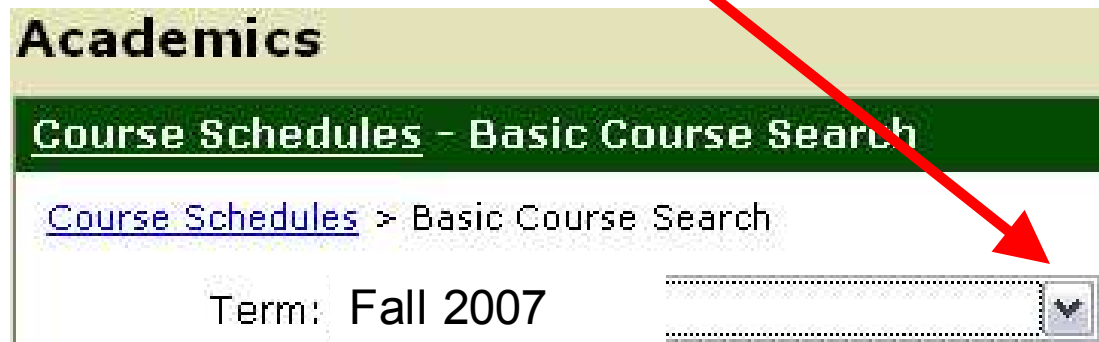 Academics
Course Schedules - Basic Course Search
Course Schedules > Basic Course Search
Term: Fall 2007